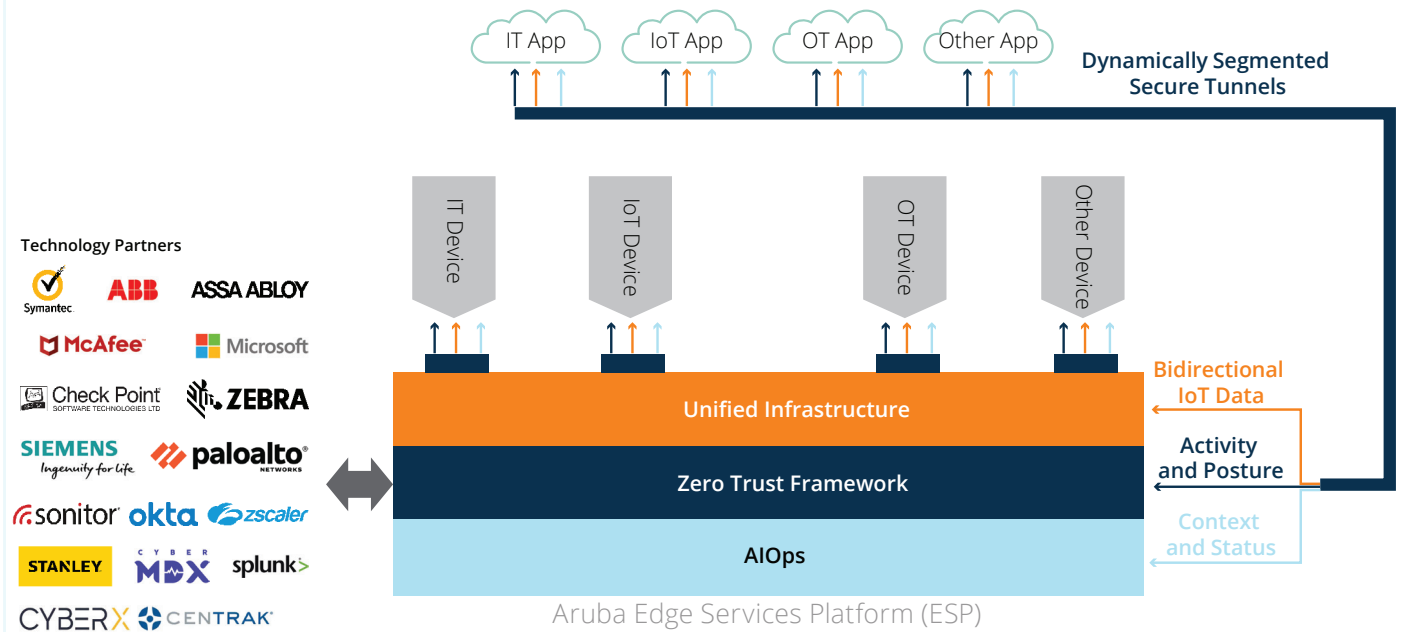 IT App
IoT App
OT App
Other App
Dynamically Segmented
Secure Tunnels
IT Device
IoT Device
OT Device
Other Device
Technology Partners
Symantec.
ABB
ASSA ABLOY
McAfee™
Microsoft
Check Point
SOFTWARE TECHNOLOGIES LTD
ZEBRA
SIEMENS
Ingenuity for life
paloalto®
NETWORKS
sonitor®
okta
zscaler
STANLEY
CYBER
MDX
splunk>
CYBERX
CENTRAK®
Unified Infrastructure
Zero Trust Framework
AIOps
Bidirectional
IoT Data
Activity
and Posture
Context
and Status
Aruba Edge Services Platform (ESP)